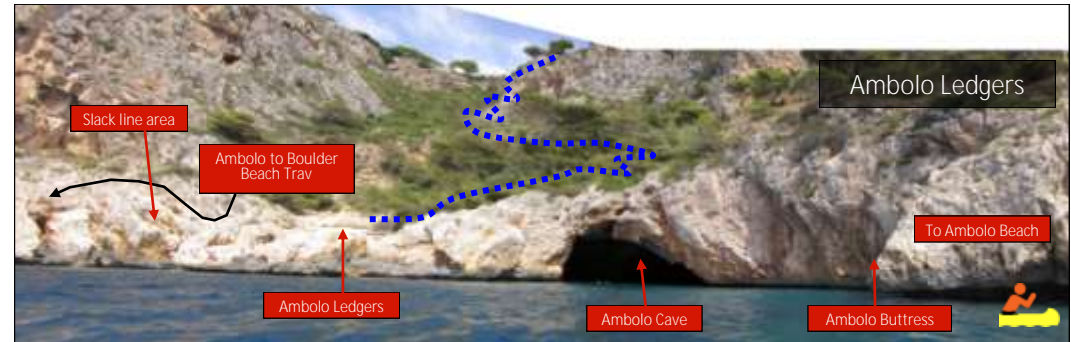 Ambolo Ledgers
Slack line area
Ambolo to Boulder
Beach Trav
To Ambolo Beach
Ambolo Ledgers
Ambolo Cave
Ambolo Buttress